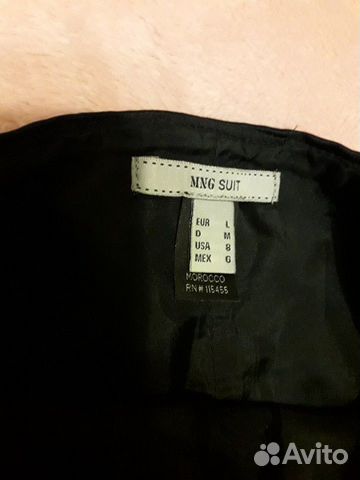 MNG SUIT
EUR L
D M
USA 8
MEX G
MOROCCO
RN# 115455
Avito